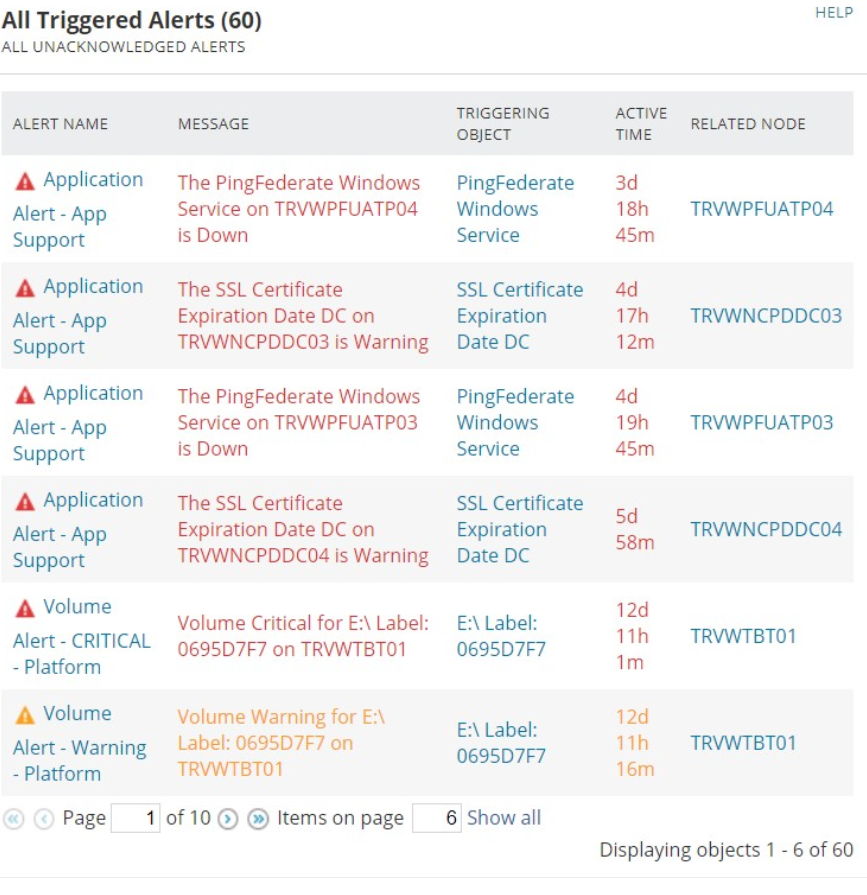 All Triggered Alerts (60)
HELP
ALL UNACKNOWLEDGED ALERTS
ALERT NAME
MESSAGE
TRIGGERING
OBJECT
ACTIVE
TIME
RELATED NODE
Application
Alert - App
Support
The PingFederate Windows
Service on TRVWPFUATP04
is Down
PingFederate
Windows
Service
3d
18h
45m
TRVWPFUATP04
Application
Alert - App
Support
The SSL Certificate
Expiration Date DC on
TRVWNCPDDC03 is Warning
SSL Certificate
Expiration
Date DC
4d
17h
12m
TRVWNCPDDC03
Application
Alert - App
Support
The PingFederate Windows
Service on TRVWPFUATP03
is Down
PingFederate
Windows
Service
4d
19h
45m
TRVWPFUATP03
Application
Alert - App
Support
The SSL Certificate
Expiration Date DC on
TRVWNCPDDC04 is Warning
SSL Certificate
Expiration
Date DC
5d
58m
TRVWNCPDDC04
Volume
Alert - CRITICAL
- Platform
Volume Critical for E:\ Label:
0695D7F7 on TRVWTBT01
E:\ Label:
0695D7F7
12d
11h
1m
TRVWTBT01
Volume
Alert - Warning
- Platform
Volume Warning for E:\
Label: 0695D7F7 on
TRVWTBT01
E:\ Label:
0695D7F7
12d
11h
16m
TRVWTBT01
Page 1 of 10 Items on page 6 Show all
Displaying objects 1 - 6 of 60